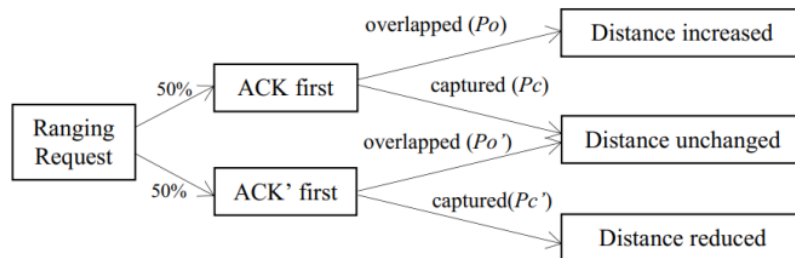 overlapped (Po)
Distance increased
50%
ACK first
captured (Pc)
Ranging
Request
overlapped (Po')
Distance unchanged
50%
ACK' first
captured(Pc')
Distance reduced